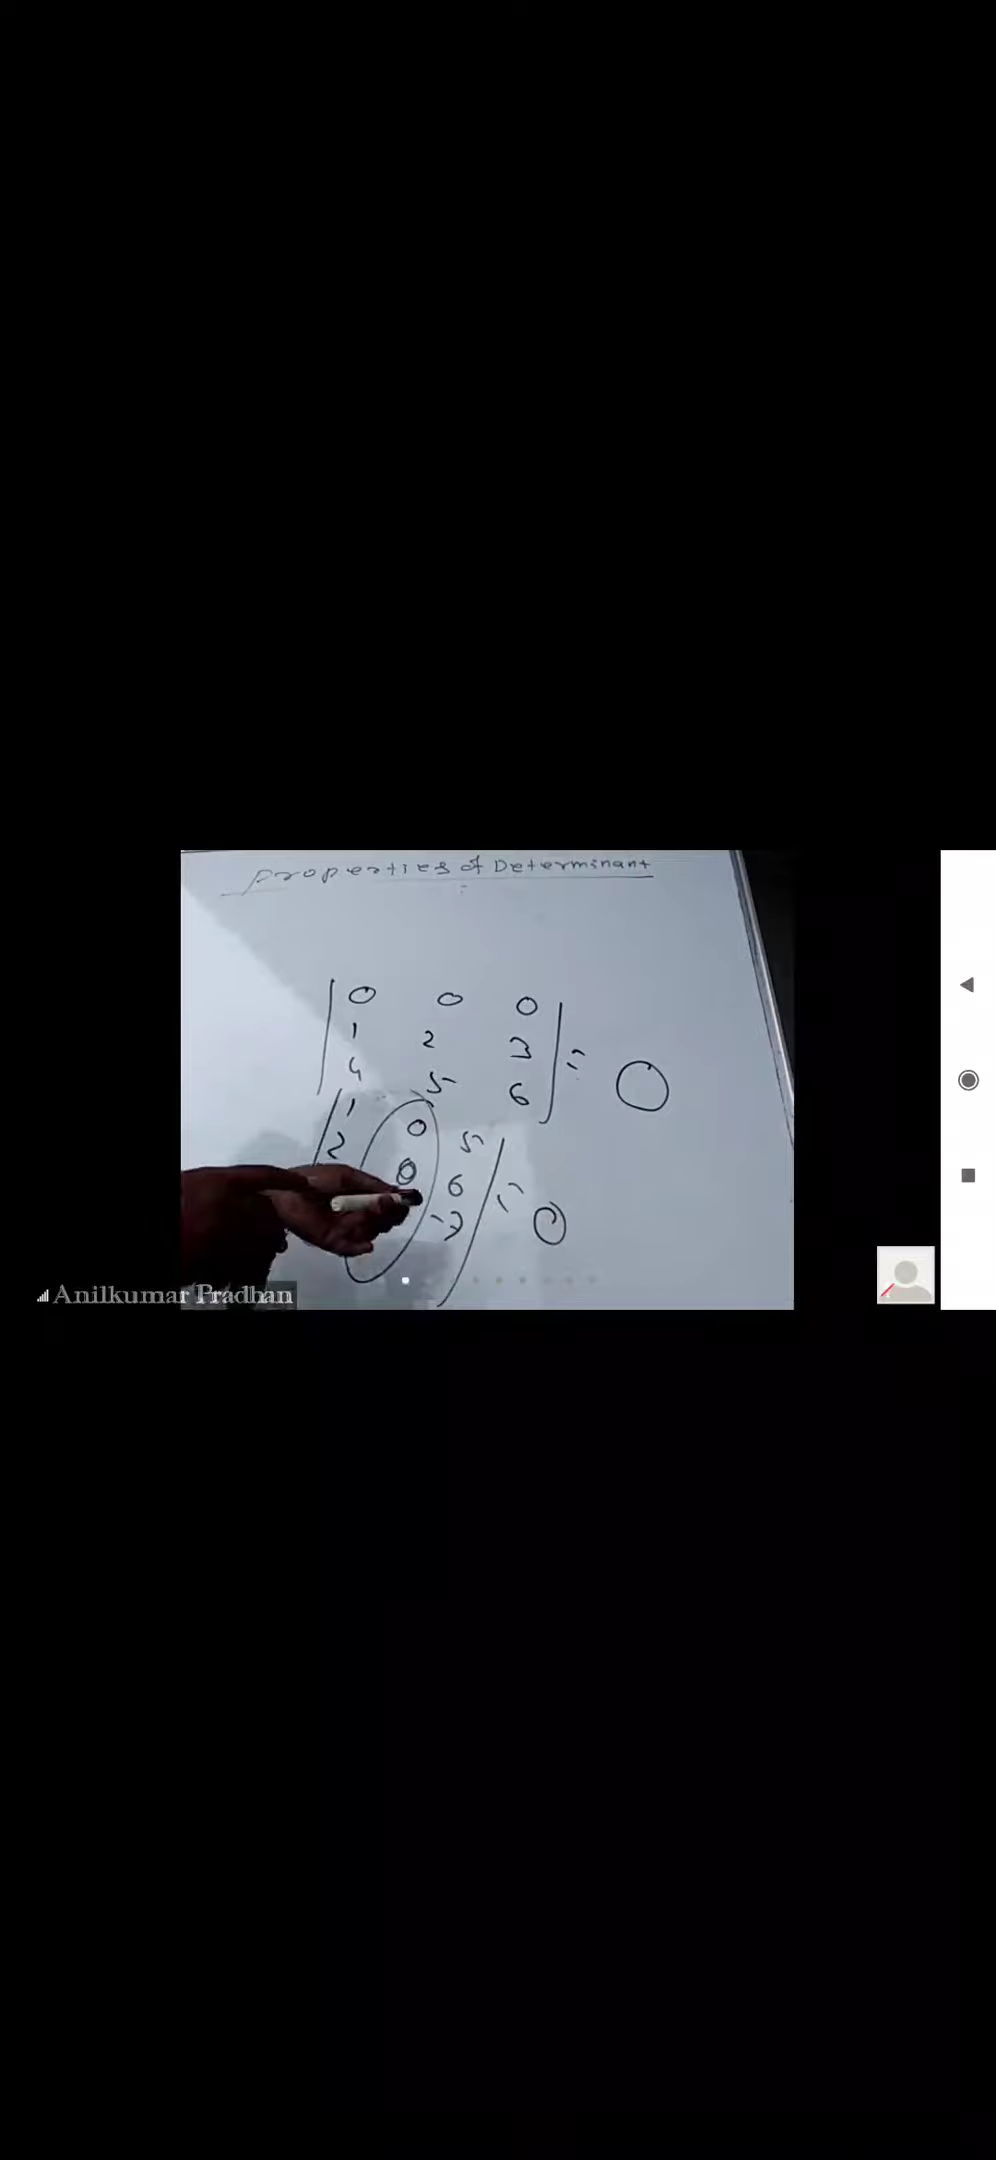 Properties of Determinant
0 0 0
1 2 3 =
4 5 6 0
1 0 5
2 0 6 = 0
-7
Anilkumar Pradhan